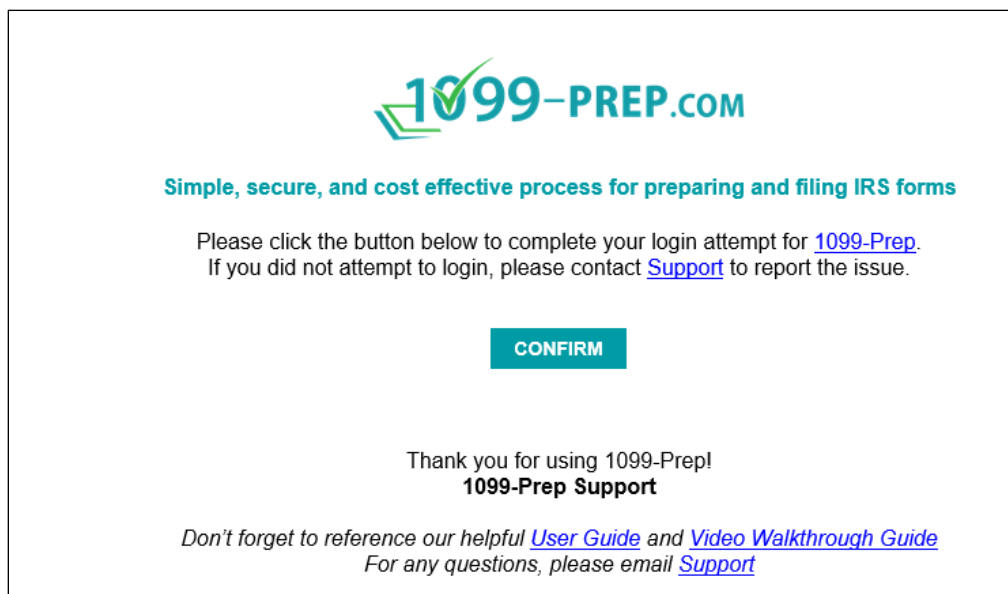 1099-PREP.COM
Simple, secure, and cost effective process for preparing and filing IRS forms
Please click the button below to complete your login attempt for 1099-Prep.
If you did not attempt to login, please contact Support to report the issue.
CONFIRM
Thank you for using 1099-Prep!
1099-Prep Support
Don't forget to reference our helpful User Guide and Video Walkthrough Guide
For any questions, please email Support